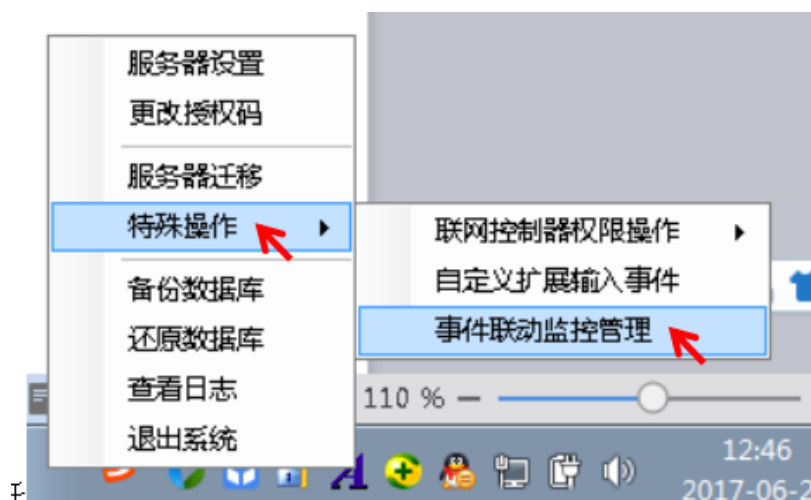 服务器设置
更改授权码
服务器迁移
特殊操作
联网控制器权限操作
自定义扩展输入事件
事件联动监控管理
备份数据库
还原数据库
查看日志
退出系统
110 %
12:46
2017-06-2